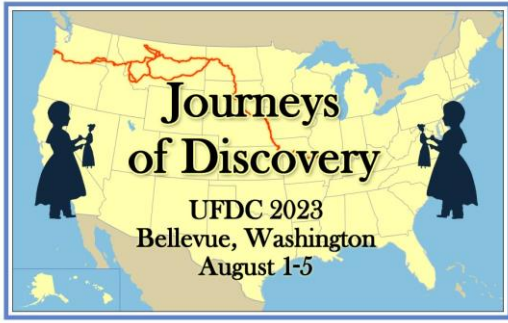 Journeys
of Discovery
UFDC 2023
Bellevue, Washington
August 1-5